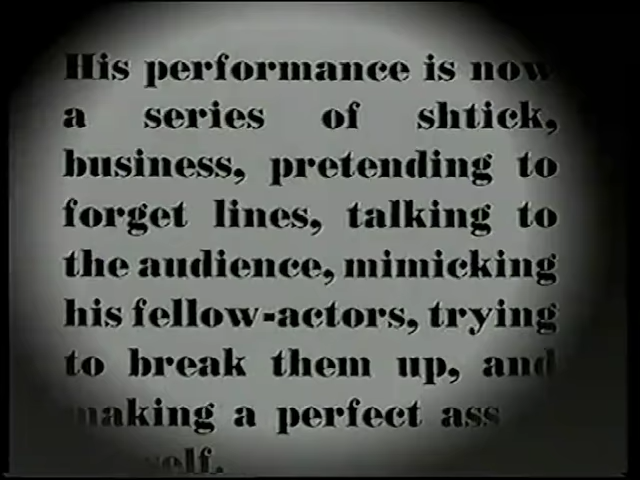 His performance is now
a series of shtick,
business, pretending to
forget lines, talking to
the audience, mimicking
his fellow-actors, trying
to break them up, and
making a perfect ass
self.